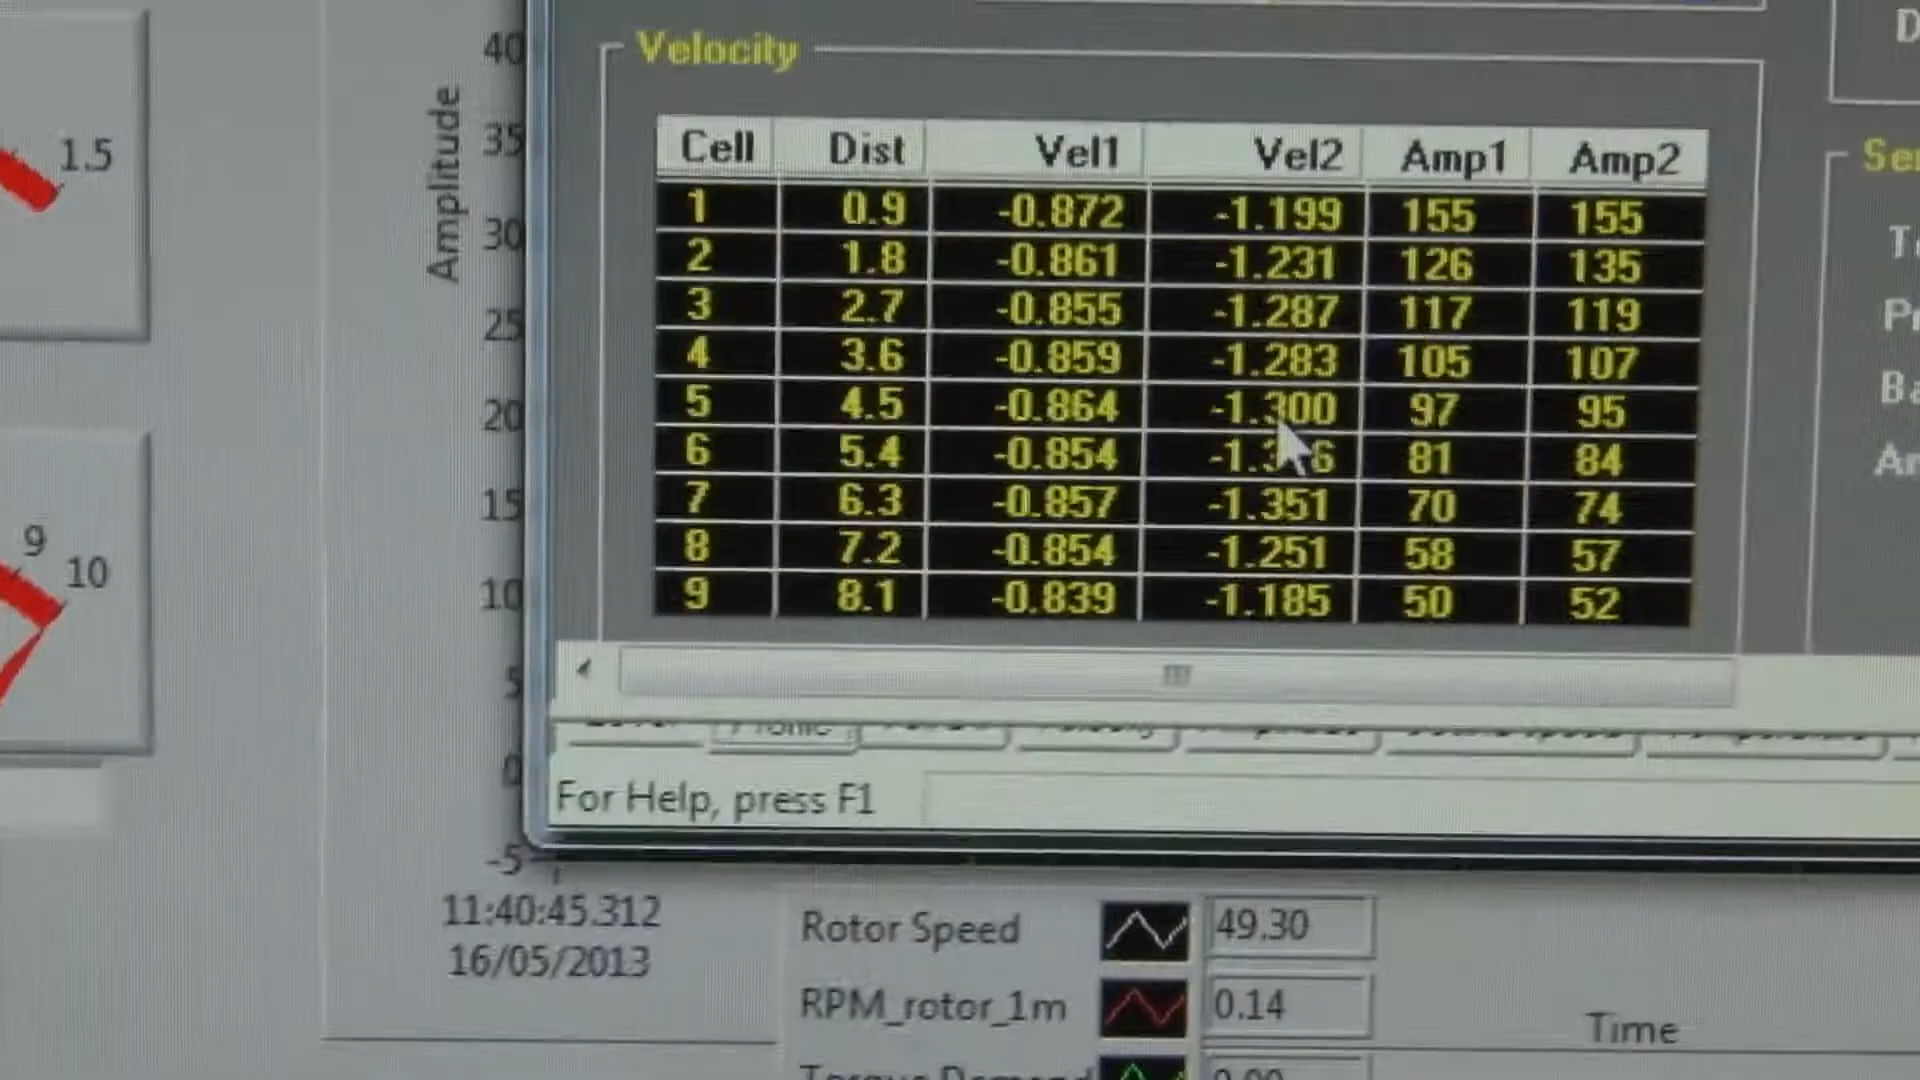 Velocity
Cell Dist Vel1 Vel2 Amp1 Amp2
1 0.9 -0.872 -1.199 155 155
2 1.8 -0.861 -1.231 126 135
3 2.7 -0.855 -1.287 117 119
4 3.6 -0.859 -1.283 105 107
5 4.5 -0.864 -1.300 97 95
6 5.4 -0.854 81 84
7 6.3 -0.857 -1.351 70 74
8 7.2 -0.854 -1.251 58 57
9 8.1 -0.839 -1.185 50 52
For Help, press F1
1.5
9
10
Amplitude
40
35
30
25
20
15
10
5
0
-5
11:40:45.312
16/05/2013
Rotor Speed 49.30
RPM_rotor_1m 0.14
Time